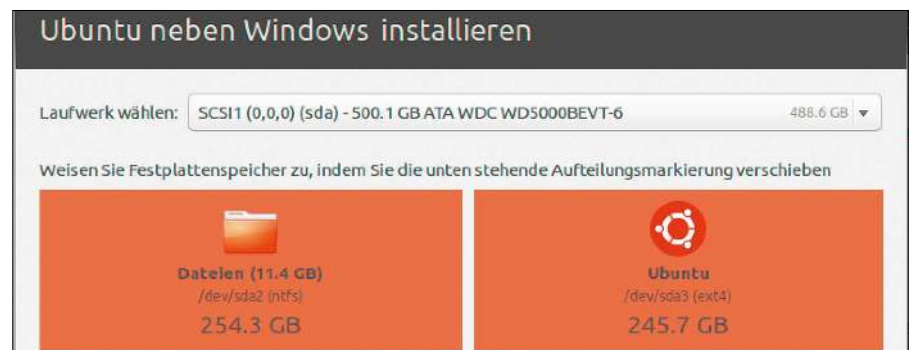 Ubuntu neben Windows installieren
Laufwerk wählen: SCSI1 (0,0,0) (sda) - 500.1 GB ATA WDC WD5000BEVT-6 488.6 GB
Weisen Sie Festplattenspeicher zu, indem Sie die unten stehende Aufteilungsmarkierung verschieben
Dateien (11.4 GB)
/dev/sda2 (ntfs)
254.3 GB
Ubuntu
/dev/sda3 (ext4)
245.7 GB